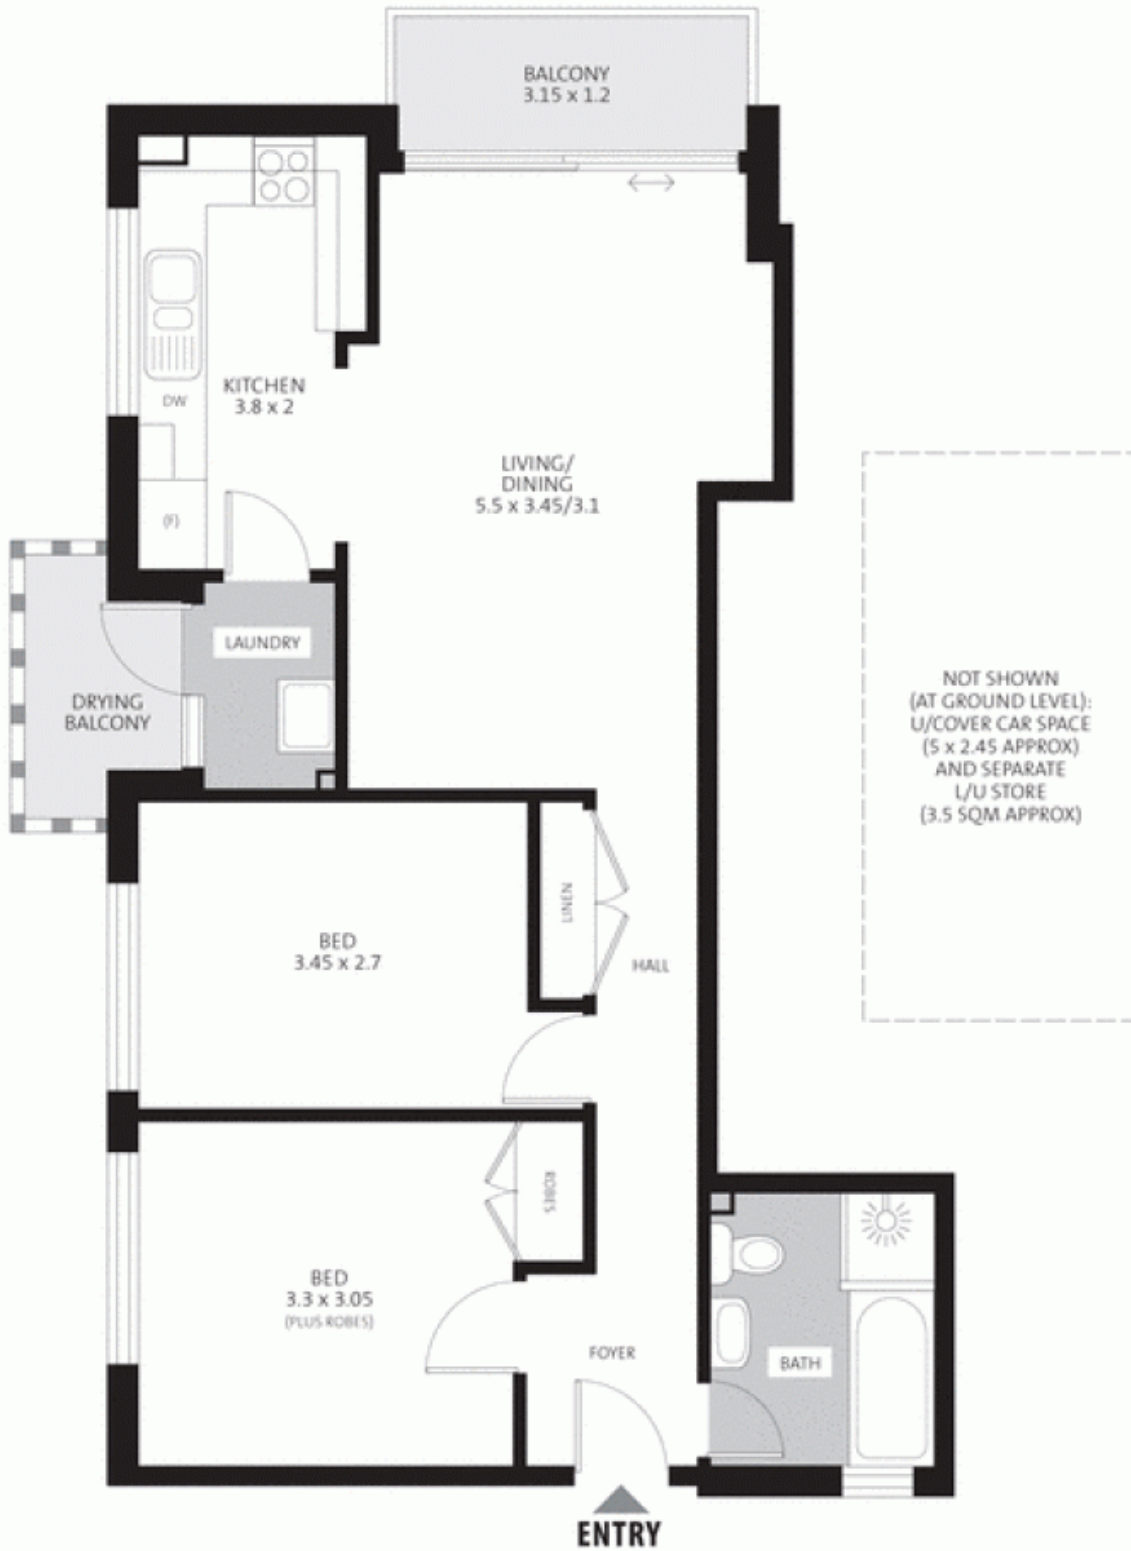 BALCONY
3.15 x 1.2
KITCHEN
3.8 x 2
DW
(F)
LIVING/
DINING
5.5 x 3.45/3.1
LAUNDRY
DRYING
BALCONY
NOT SHOWN
(AT GROUND LEVEL):
U/COVER CAR SPACE
(5 x 2.45 APPROX)
AND SEPARATE
L/U STORE
(3.5 SQM APPROX)
LINEN
BED
3.45 x 2.7
HALL
ROBES
BED
3.3 x 3.05
(PLUS ROBES)
FOYER
BATH
ENTRY